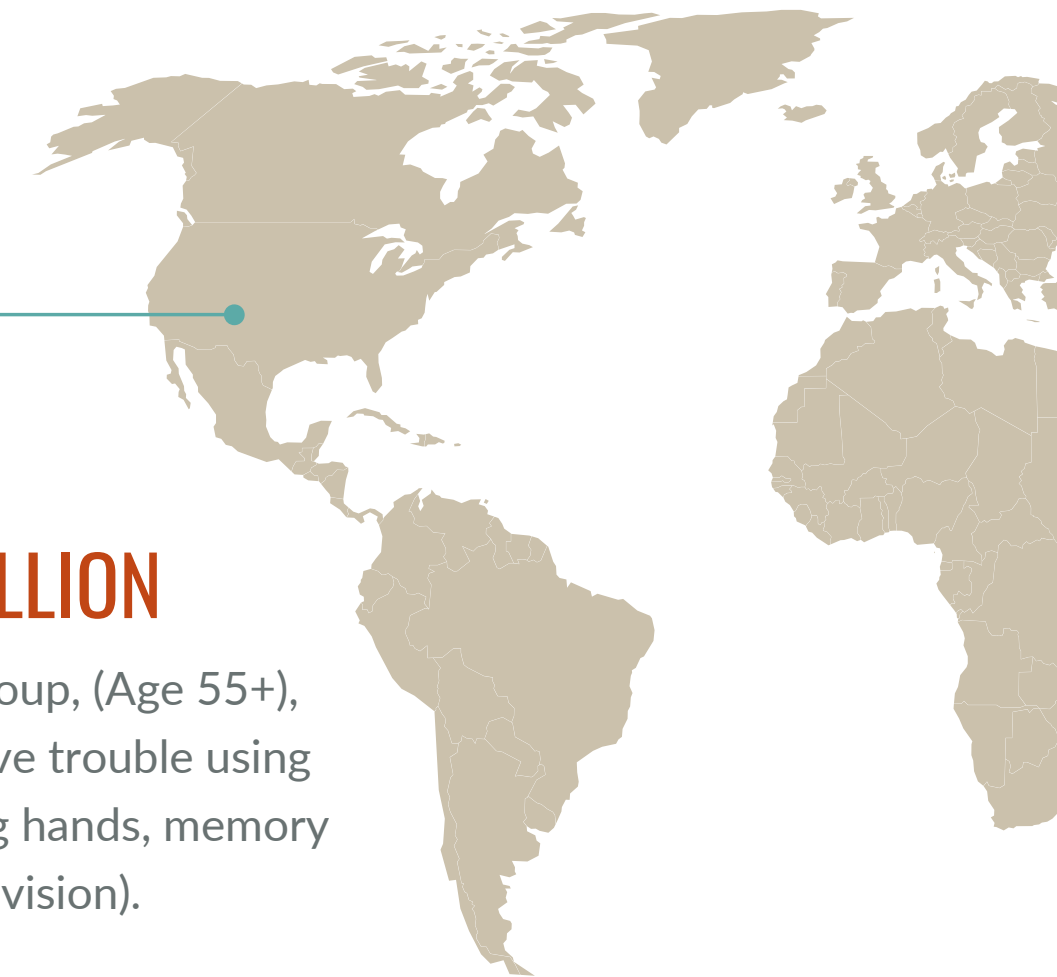 LLION
oup, (Age 55+),
ve trouble using
g hands, memory
vision).